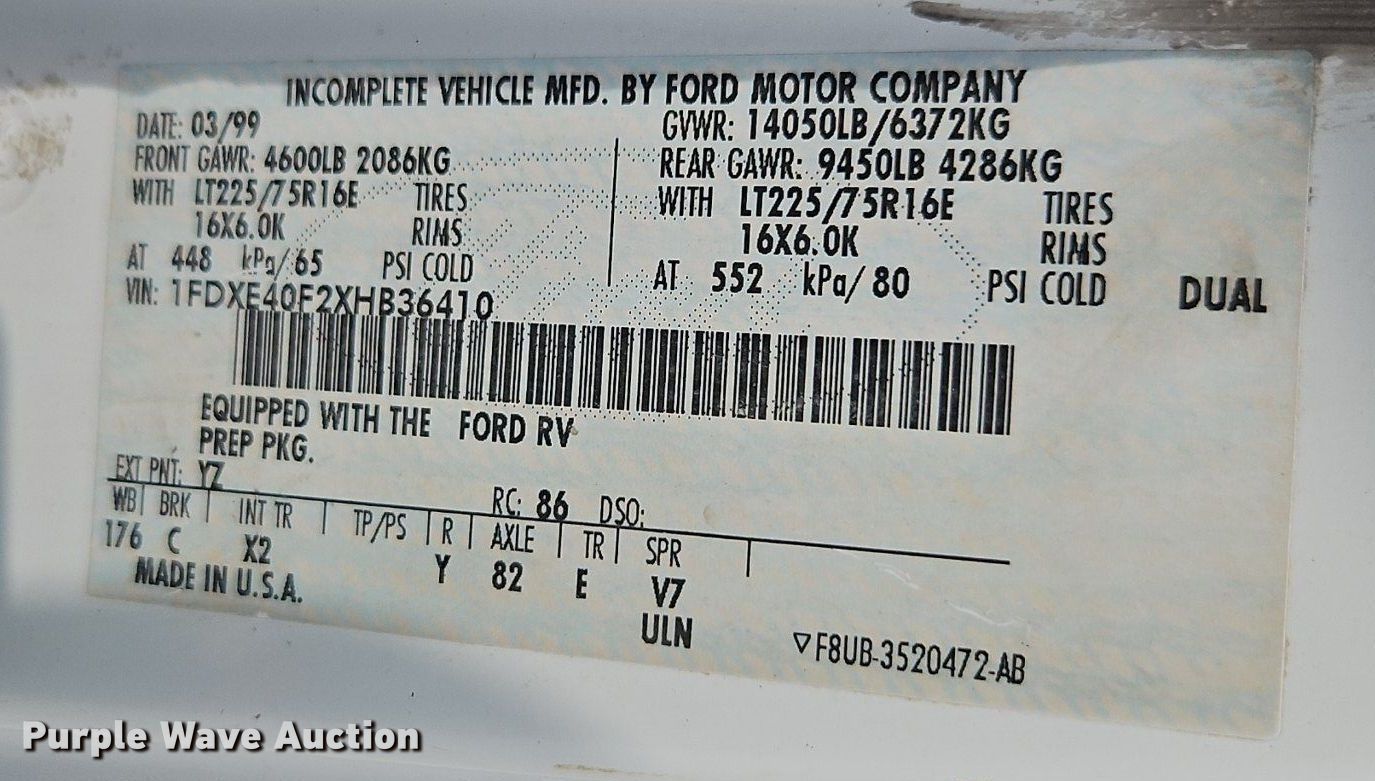 INCOMPLETE VEHICLE MFD. BY FORD MOTOR COMPANY
DATE: 03/99 GVWR: 14050LB/6372KG
FRONT GAWR: 4600LB 2086KG REAR GAWR: 9450LB 4286KG
WITH LT225/75R16E TIRES WITH LT225/75R16E TIRES
16X6.0K RIMS 16X6.0K RIMS
AT 448 kPa/65 PSI COLD AT 552 kPa/80 PSI COLD DUAL
VIN: 1FDXE40F2XHB36410
EQUIPPED WITH THE FORD RV
PREP PKG.
EXT PNT: YZ RC: 86 DSO:
WB BRK INT TR TP/PS R AXLE TR SPR
176 C X2 Y 82 E V7
MADE IN U.S.A. ULN
▽F8UB-3520472-AB
Purple Wave Auction